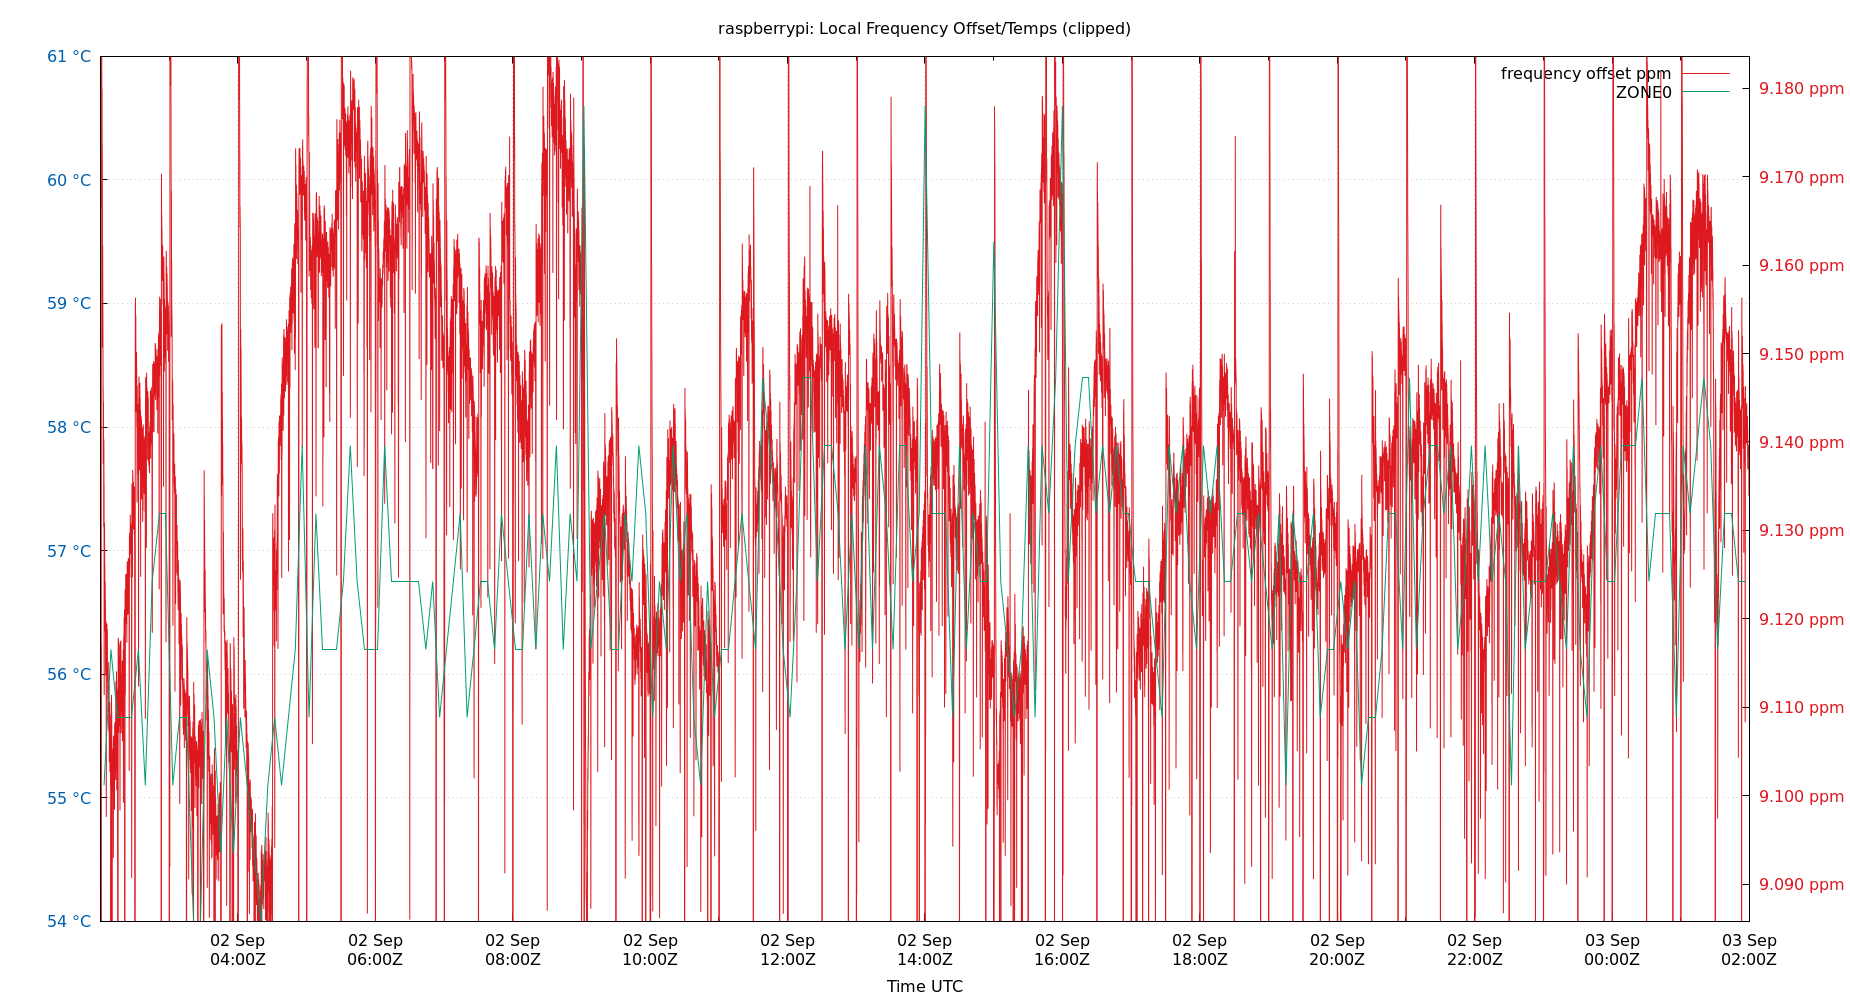 raspberrypi: Local Frequency Offset/Temps (clipped)
frequency offset ppm
ZONE0
61 °C
60 °C
59 °C
58 °C
57 °C
56 °C
55 °C
54 °C
9.180 ppm
9.170 ppm
9.160 ppm
9.150 ppm
9.140 ppm
9.130 ppm
9.120 ppm
9.110 ppm
9.100 ppm
9.090 ppm
02 Sep
04:00Z
02 Sep
06:00Z
02 Sep
08:00Z
02 Sep
10:00Z
02 Sep
12:00Z
02 Sep
14:00Z
02 Sep
16:00Z
02 Sep
18:00Z
02 Sep
20:00Z
02 Sep
22:00Z
03 Sep
00:00Z
03 Sep
02:00Z
Time UTC